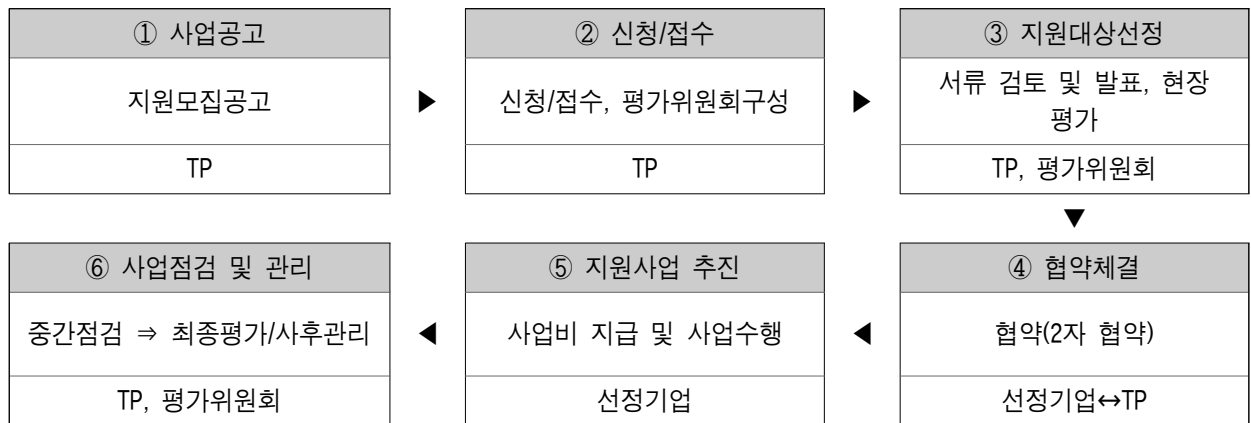 ① 사업공고
지원모집공고
TP
▶
② 신청/접수
신청/접수, 평가위원회구성
TP
▶
③ 지원대상선정
서류 검토 및 발표, 현장
평가
TP, 평가위원회
▼
④ 협약체결
협약(2자 협약)
선정기업↔TP
◀
⑤ 지원사업 추진
사업비 지급 및 사업수행
선정기업
◀
⑥ 사업점검 및 관리
중간점검 ⇒ 최종평가/사후관리
TP, 평가위원회